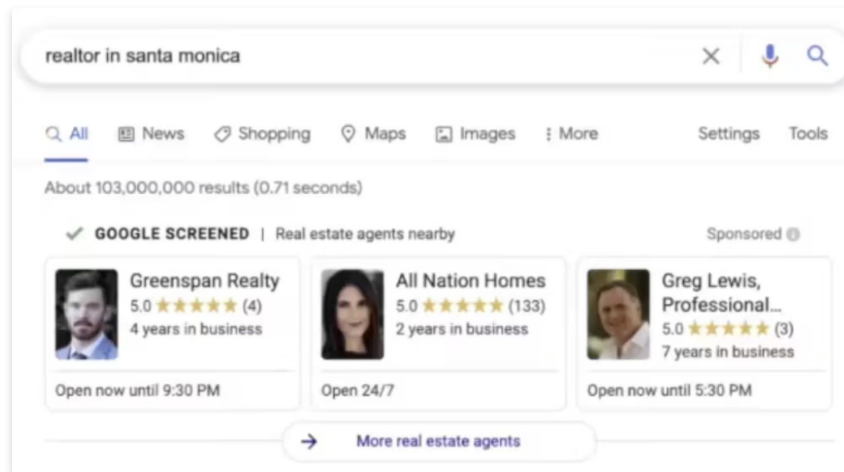 realtor in santa monica
All News Shopping Maps Images More Settings Tools
About 103,000,000 results (0.71 seconds)
GOOGLE SCREENED | Real estate agents nearby Sponsored
Greenspan Realty
5.0 (4)
4 years in business
Open now until 9:30 PM
All Nation Homes
5.0 (133)
2 years in business
Open 24/7
Greg Lewis,
Professional...
5.0 (3)
7 years in business
Open now until 5:30 PM
More real estate agents